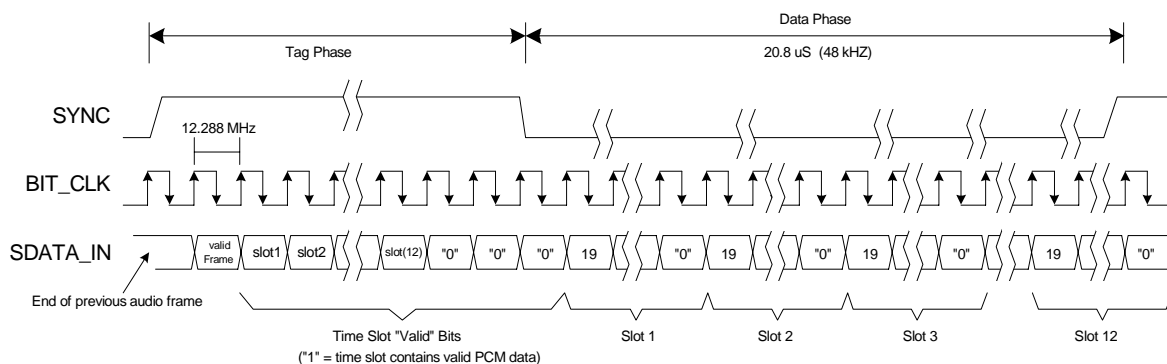 Data Phase
Tag Phase
20.8 uS (48 kHZ)
SYNC
12.288 MHz
BIT_CLK
SDATA_IN
valid
Frame
slot1
slot2
slot(12)
"0"
"0"
"0"
19
"0"
19
"0"
19
"0"
19
"0"
End of previous audio frame
Time Slot "Valid" Bits
("1" = time slot contains valid PCM data)
Slot 1
Slot 2
Slot 3
Slot 12